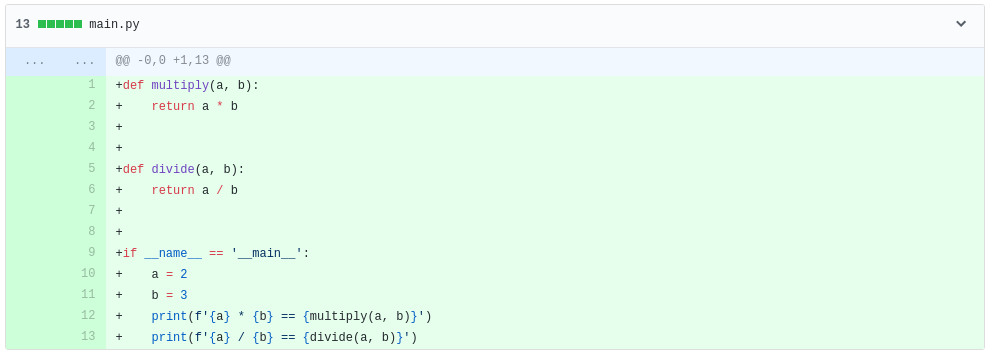 13 main.py
... ... @@ -0,0 +1,13 @@
1 +def multiply(a, b):
2 +    return a * b
3 +
4 +
5 +def divide(a, b):
6 +    return a / b
7 +
8 +
9 +if __name__ == '__main__':
10 +    a = 2
11 +    b = 3
12 +    print(f'{a} * {b} == {multiply(a, b)}')
13 +    print(f'{a} / {b} == {divide(a, b)}')